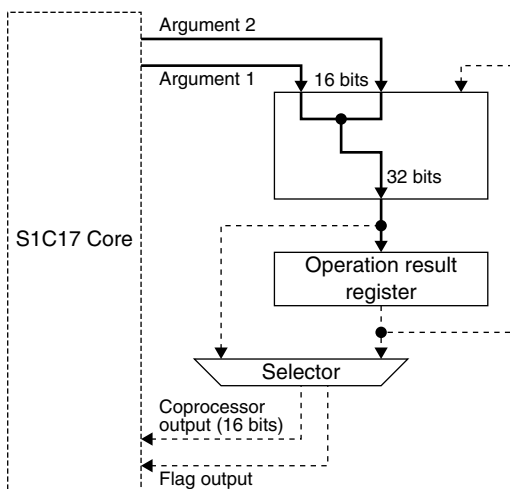 Argument 2
Argument 1
16 bits
32 bits
S1C17 Core
Operation result
register
Selector
Coprocessor
output (16 bits)
Flag output